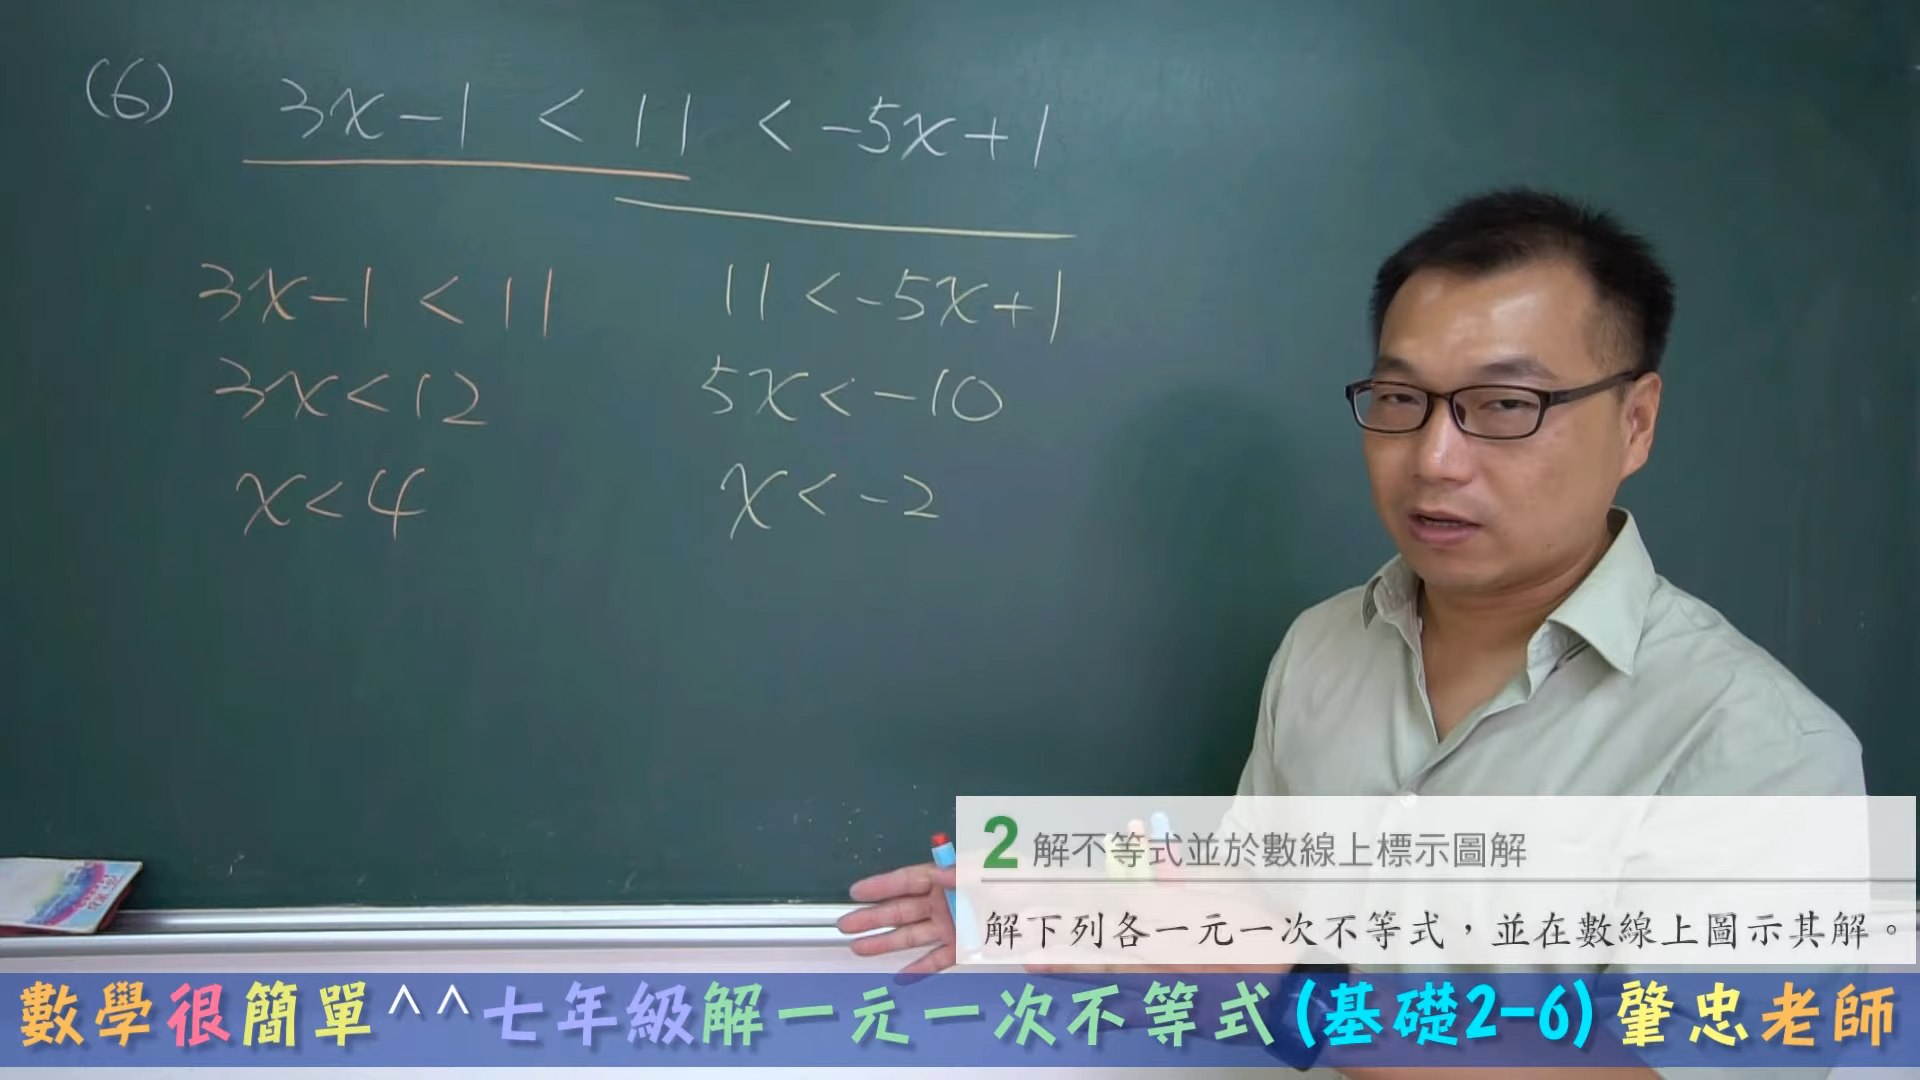 (6) 3x-1 < 11 < -5x+1
3x-1 < 11
11 < -5x+1
3x<12
5x<-10
x<4
x<-2
2 解不等式並於數線上標示圖解
解下列各一元一次不等式，並在數線上圖示其解。
數學很簡單^^七年級解一元一次不等式(基礎2-6)肇忠老師